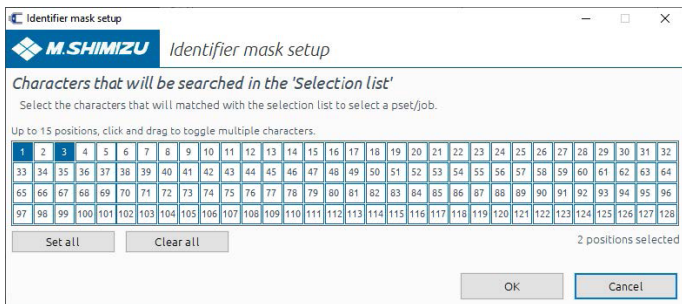 Identifier mask setup
M.SHIMIZU Identifier mask setup
Characters that will be searched in the 'Selection list'
Select the characters that will matched with the selection list to select a pset/job.
Up to 15 positions, click and drag to toggle multiple characters.
1 2 3 4 5 6 7 8 9 10 11 12 13 14 15 16 17 18 19 20 21 22 23 24 25 26 27 28 29 30 31 32
33 34 35 36 37 38 39 40 41 42 43 44 45 46 47 48 49 50 51 52 53 54 55 56 57 58 59 60 61 62 63 64
65 66 67 68 69 70 71 72 73 74 75 76 77 78 79 80 81 82 83 84 85 86 87 88 89 90 91 92 93 94 95 96
97 98 99 100 101 102 103 104 105 106 107 108 109 110 111 112 113 114 115 116 117 118 119 120 121 122 123 124 125 126 127 128
Set all Clear all 2 positions selected
OK Cancel